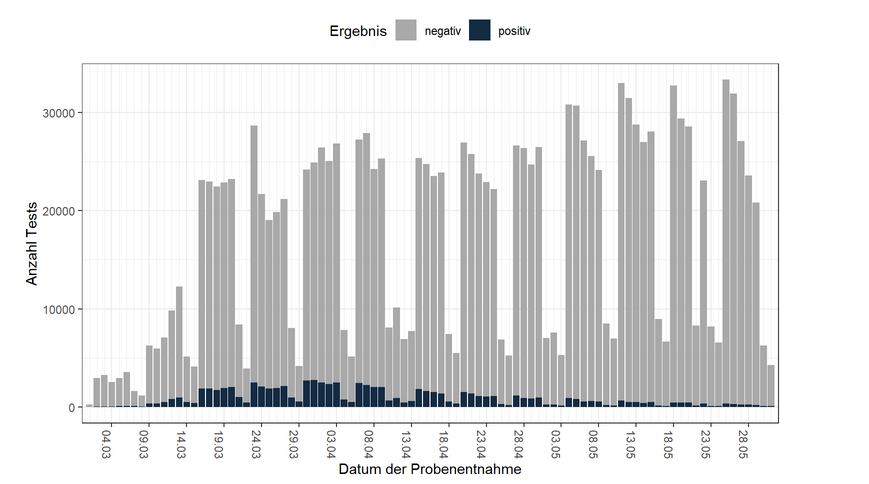 Ergebnis negativ positiv
Anzahl Tests
30000
20000
10000
0
04.03 09.03 14.03 19.03 24.03 29.03 03.04 08.04 13.04 18.04 23.04 28.04 03.05 08.05 13.05 18.05 23.05 28.05
Datum der Probenentnahme